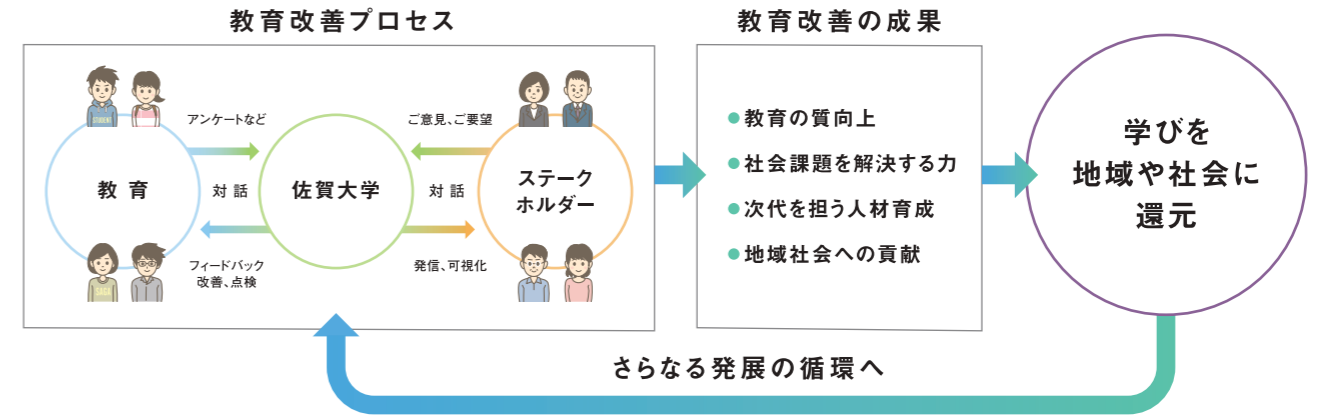 教育改善プロセス
アンケートなど
教育
対話
フィードバック
改善、点検
佐賀大学
ご意見、ご要望
対話
発信、可視化
ステーク
ホルダー
STUDENT
SAGA
教育改善の成果
●教育の質向上
●社会課題を解決する力
●次代を担う人材育成
●地域社会への貢献
学びを
地域や社会に
還元
さらなる発展の循環へ